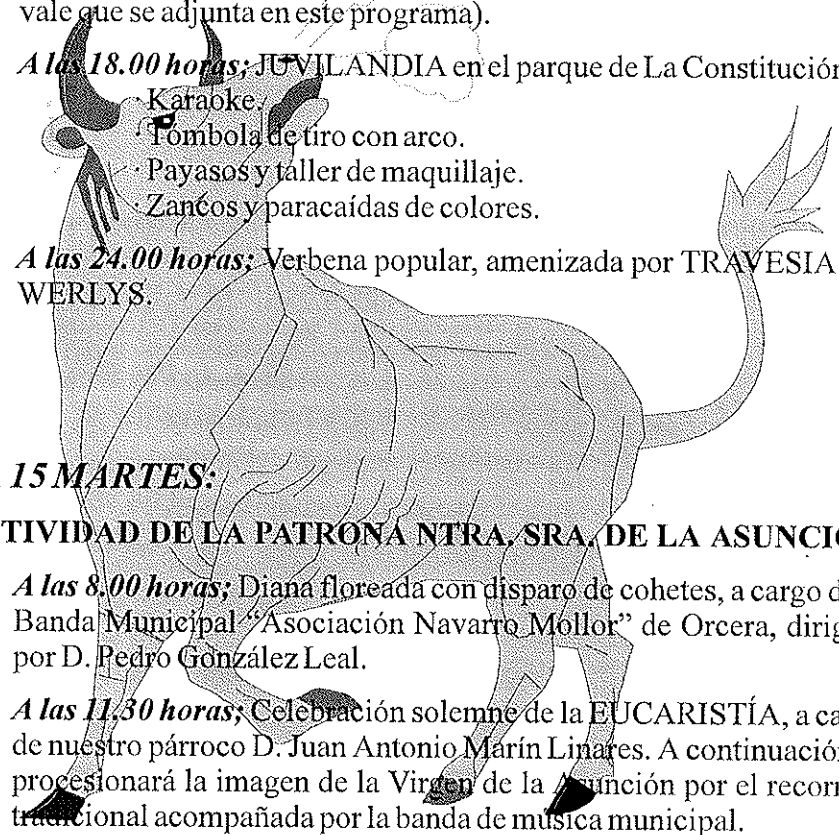 vale que se adjunta en este programa).
A las 18.00 horas; JUVILANDIA en el parque de La Constitución
· Karaoke.
· Tómbola de tiro con arco.
· Payasos y taller de maquillaje.
· Zancos y paracaídas de colores.
A las 24.00 horas; Verbena popular, amenizada por TRAVESIA
WERLYS.
15 MARTES:
TIVIDAD DE LA PATRONA NTRA. SRA. DE LA ASUNCIÓ
A las 8.00 horas; Diana floreada con disparo de cohetes, a cargo d
Banda Municipal “Asociación Navarro Mollor” de Orcera, dirig
por D. Pedro González Leal.
A las 11.30 horas; Celebración solemne de la EUCARISTÍA, a ca
de nuestro párroco D. Juan Antonio Marín Linares. A continuación
procesionará la imagen de la Virgen de la Asunción por el recorr
tradicional acompañada por la banda de música municipal.